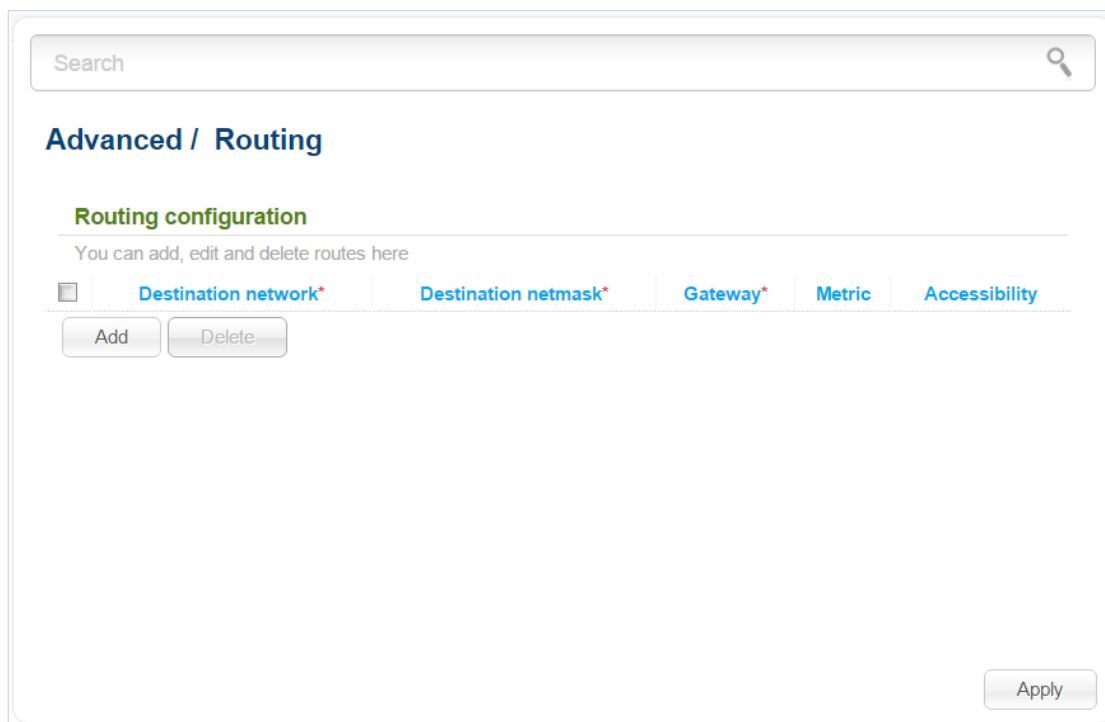 Search
Advanced / Routing
Routing configuration
You can add, edit and delete routes here
Destination network* Destination netmask* Gateway* Metric Accessibility
Add Delete
Apply